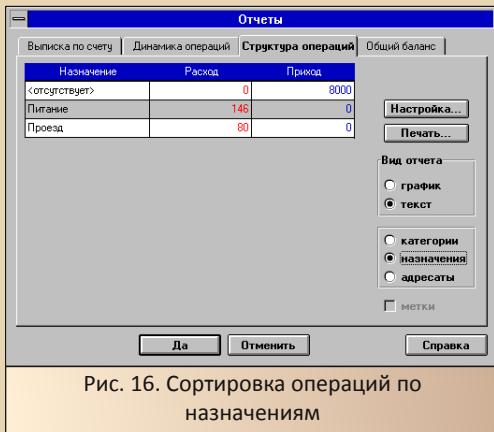 Отчеты
Выписка по счету Динамика операций Структура операций Общий баланс
Назначение Расход Приход
<отсутствует> 0 8000
Питание 146 0
Проезд 80 0
Настройка...
Печать...
Вид отчета
график
текст
категории
назначения
адресаты
метки
Да Отменить Справка
Рис. 16. Сортировка операций по
назначениям